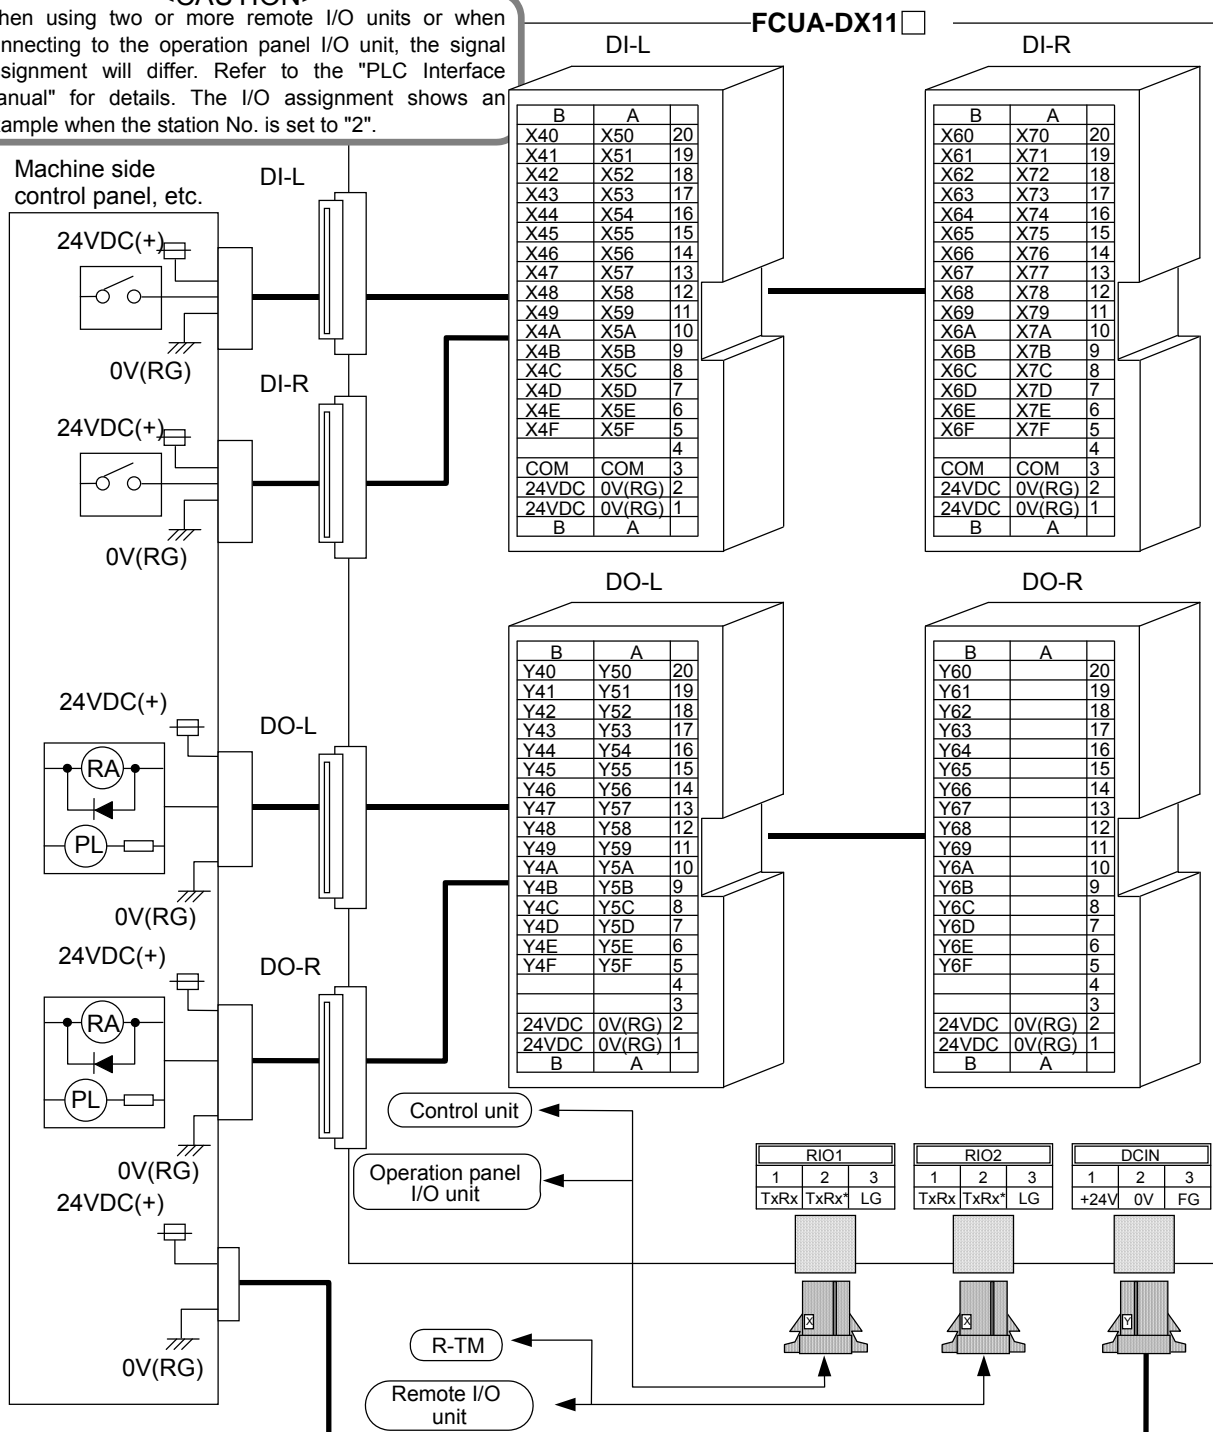 <CAUTION>
hen using two or more remote I/O units or when
nnecting to the operation panel I/O unit, the signal
signment will differ. Refer to the "PLC Interface
anual" for details. The I/O assignment shows an
ample when the station No. is set to "2".
FCUA-DX11□
DI-L
B A
X40 X50 20
X41 X51 19
X42 X52 18
X43 X53 17
X44 X54 16
X45 X55 15
X46 X56 14
X47 X57 13
X48 X58 12
X49 X59 11
X4A X5A 10
X4B X5B 9
X4C X5C 8
X4D X5D 7
X4E X5E 6
X4F X5F 5
4
COM COM 3
24VDC 0V(RG) 2
24VDC 0V(RG) 1
B A
DI-R
B A
X60 X70 20
X61 X71 19
X62 X72 18
X63 X73 17
X64 X74 16
X65 X75 15
X66 X76 14
X67 X77 13
X68 X78 12
X69 X79 11
X6A X7A 10
X6B X7B 9
X6C X7C 8
X6D X7D 7
X6E X7E 6
X6F X7F 5
4
COM COM 3
24VDC 0V(RG) 2
24VDC 0V(RG) 1
B A
Machine side
control panel, etc.
DI-L
24VDC(+)
0V(RG)
DI-R
24VDC(+)
0V(RG)
DO-L
B A
Y40 Y50 20
Y41 Y51 19
Y42 Y52 18
Y43 Y53 17
Y44 Y54 16
Y45 Y55 15
Y46 Y56 14
Y47 Y57 13
Y48 Y58 12
Y49 Y59 11
Y4A Y5A 10
Y4B Y5B 9
Y4C Y5C 8
Y4D Y5D 7
Y4E Y5E 6
Y4F Y5F 5
4
3
24VDC 0V(RG) 2
24VDC 0V(RG) 1
B A
DO-R
B A
Y60 20
Y61 19
Y62 18
Y63 17
Y64 16
Y65 15
Y66 14
Y67 13
Y68 12
Y69 11
Y6A 10
Y6B 9
Y6C 8
Y6D 7
Y6E 6
Y6F 5
4
3
24VDC 0V(RG) 2
24VDC 0V(RG) 1
B A
24VDC(+)
DO-L
RA
PL
0V(RG)
24VDC(+)
DO-R
RA
PL
0V(RG)
24VDC(+)
0V(RG)
Control unit
Operation panel
I/O unit
RIO1
1 2 3
TxRx TxRx* LG
RIO2
1 2 3
TxRx TxRx* LG
DCIN
1 2 3
+24V 0V FG
X
X
Y
R-TM
Remote I/O
unit